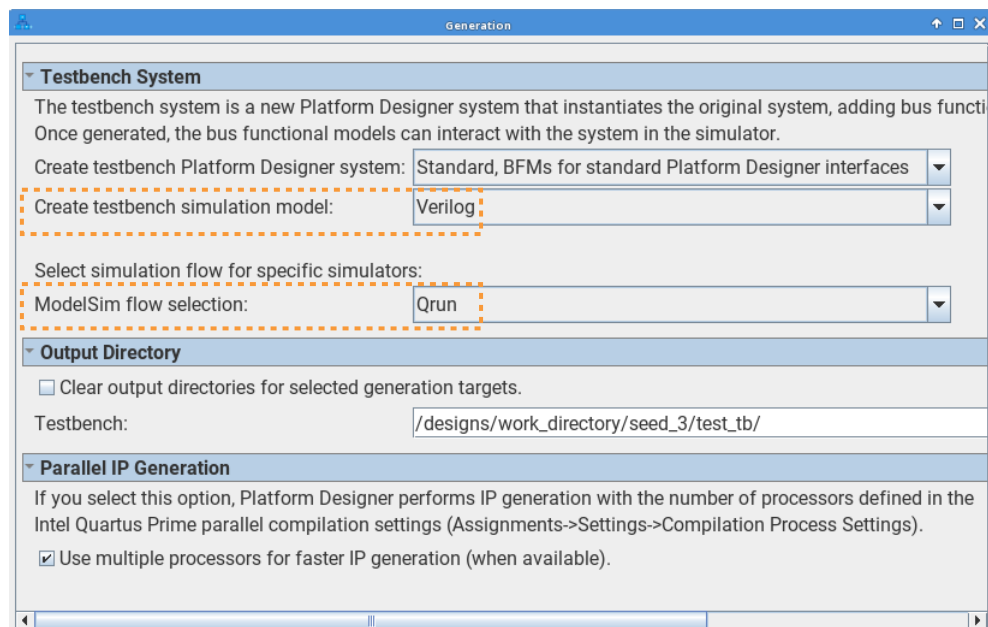 Generation
Testbench System
The testbench system is a new Platform Designer system that instantiates the original system, adding bus functi
Once generated, the bus functional models can interact with the system in the simulator.
Create testbench Platform Designer system: Standard, BFMs for standard Platform Designer interfaces
Create testbench simulation model: Verilog
Select simulation flow for specific simulators:
ModelSim flow selection: Qrun
Output Directory
Clear output directories for selected generation targets.
Testbench: /designs/work_directory/seed_3/test_tb/
Parallel IP Generation
If you select this option, Platform Designer performs IP generation with the number of processors defined in the
Intel Quartus Prime parallel compilation settings (Assignments->Settings->Compilation Process Settings).
Use multiple processors for faster IP generation (when available).